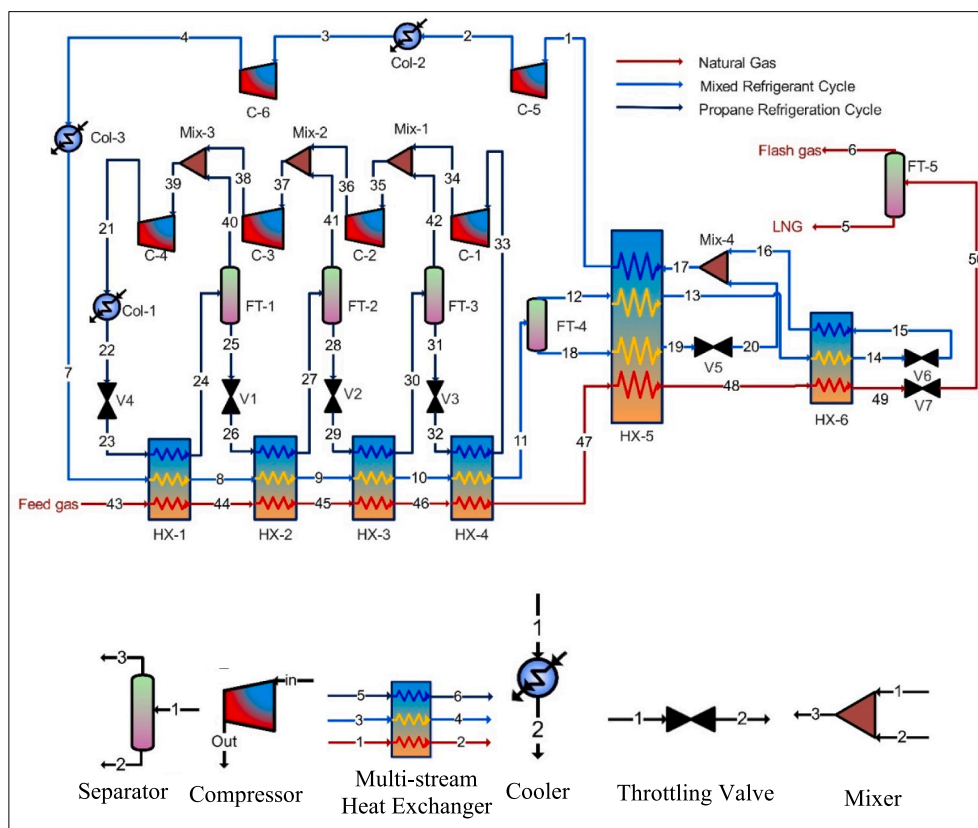 4
3
2
1
Col-2
C-6
C-5
Natural Gas
Mixed Refrigerant Cycle
Propane Refrigeration Cycle
Col-3
Mix-3
Mix-2
Mix-1
39
38
37
36
35
34
21
40
41
42
33
C-4
C-3
C-2
C-1
Flash gas
6
FT-5
LNG
5
50
Mix-4
16
17
Col-1
FT-1
FT-2
FT-3
12
13
FT-4
15
22
25
28
31
18
19
20
14
V5
V6
7
24
27
30
V4
V1
V2
V3
48
49
V7
23
26
29
32
11
47
HX-5
HX-6
8
9
10
Feed gas
43
44
45
46
HX-1
HX-2
HX-3
HX-4
3
1
2
Separator
in
Out
Compressor
5
6
3
4
1
2
Multi-stream
Heat Exchanger
1
2
Cooler
1
2
Throttling Valve
1
3
2
Mixer